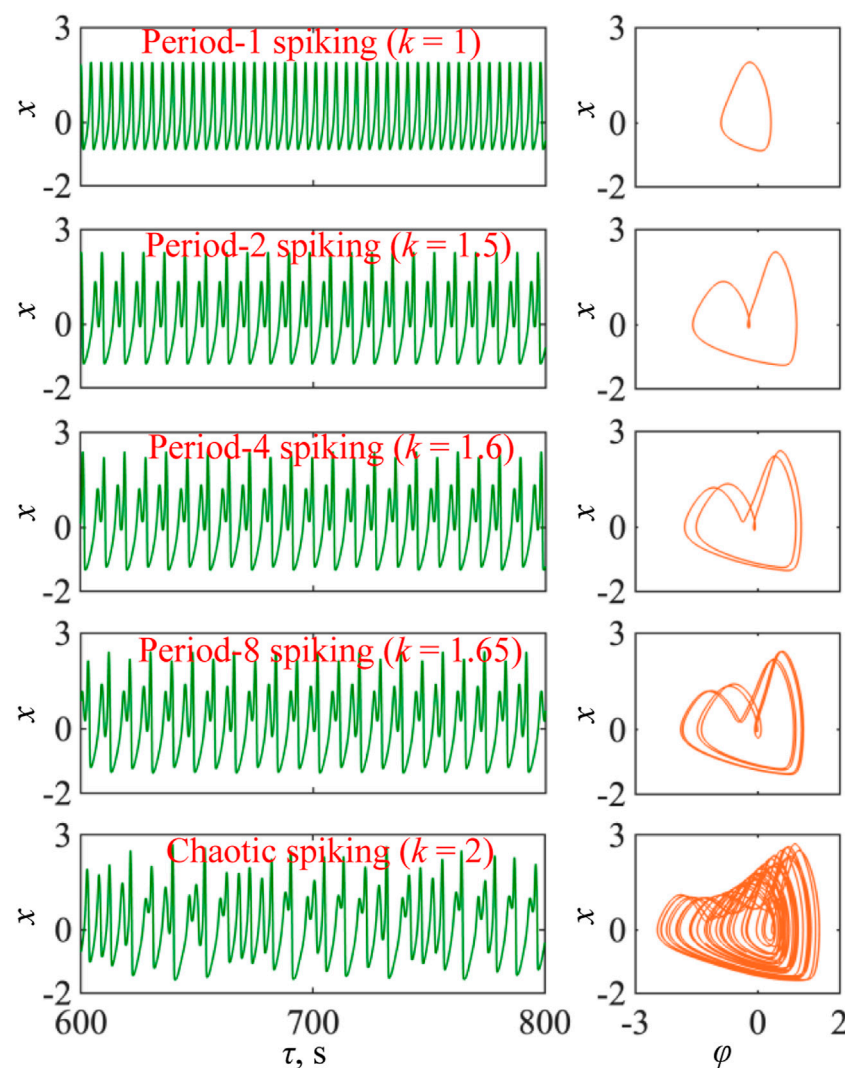 Period-1 spiking (k = 1)
3
0
-2
x
3
0
-2
x
Period-2 spiking (k = 1.5)
3
0
-2
x
3
0
-2
x
Period-4 spiking (k = 1.6)
3
0
-2
x
3
0
-2
x
Period-8 spiking (k = 1.65)
3
0
-2
x
3
0
-2
x
Chaotic spiking (k = 2)
3
0
-2
x
3
0
-2
x
600 700 800
τ, s
-3 0 2
φ